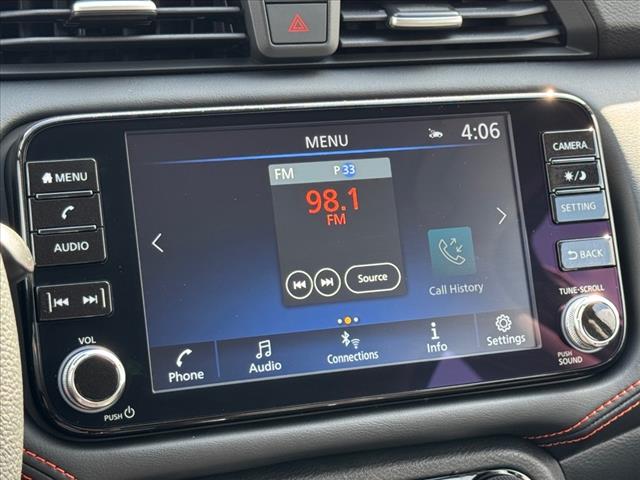 MENU
4:06
FM P 33
98.1
FM
Source
Call History
Phone
Audio
Connections
Info
Settings
MENU
AUDIO
VOL
PUSH
CAMERA
SETTING
BACK
TUNE·SCROLL
PUSH
SOUND